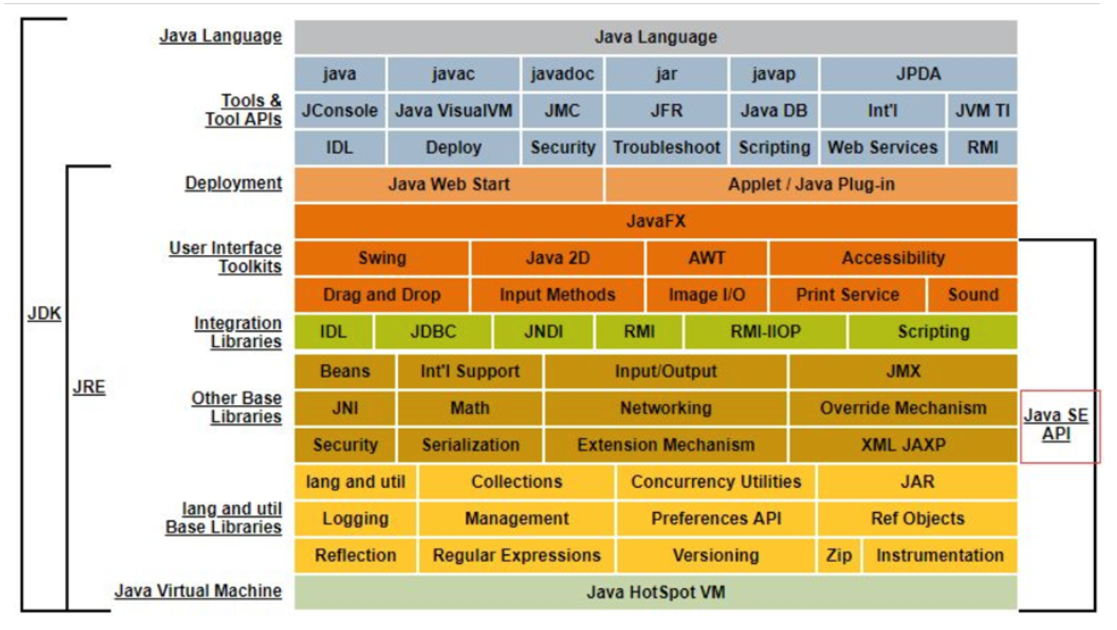 Java Language
Java Language
java javac javadoc jar javap JPDA
Tools &
Tool APIs
JConsole Java VisualVM JMC JFR Java DB Int'l JVM TI
IDL Deploy Security Troubleshoot Scripting Web Services RMI
Deployment
Java Web Start Applet / Java Plug-in
JavaFX
User Interface
Toolkits
Swing Java 2D AWT Accessibility
Drag and Drop Input Methods Image I/O Print Service Sound
JDK
Integration
Libraries
IDL JDBC JNDI RMI RMI-IIOP Scripting
JRE
Beans Int'l Support Input/Output JMX
Other Base
Libraries
JNI Math Networking Override Mechanism
Java SE
API
Security Serialization Extension Mechanism XML JAXP
lang and util Collections Concurrency Utilities JAR
lang and util
Base Libraries
Logging Management Preferences API Ref Objects
Reflection Regular Expressions Versioning Zip Instrumentation
Java Virtual Machine
Java HotSpot VM